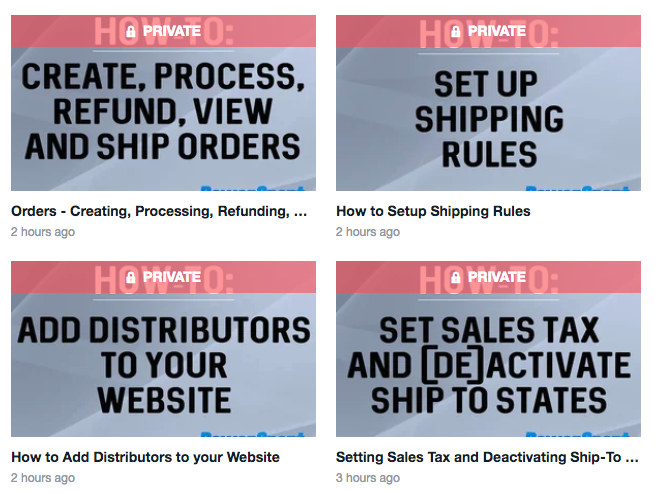 PRIVATE
HOW-TO:
CREATE, PROCESS,
REFUND, VIEW
AND SHIP ORDERS
Orders - Creating, Processing, Refunding, ...
2 hours ago
PRIVATE
HOW-TO:
SET UP
SHIPPING
RULES
How to Setup Shipping Rules
2 hours ago
PRIVATE
HOW-TO:
ADD DISTRIBUTORS
TO YOUR
WEBSITE
How to Add Distributors to your Website
2 hours ago
PRIVATE
HOW-TO:
SET SALES TAX
AND [DE]ACTIVATE
SHIP TO STATES
Setting Sales Tax and Deactivating Ship-To ...
3 hours ago